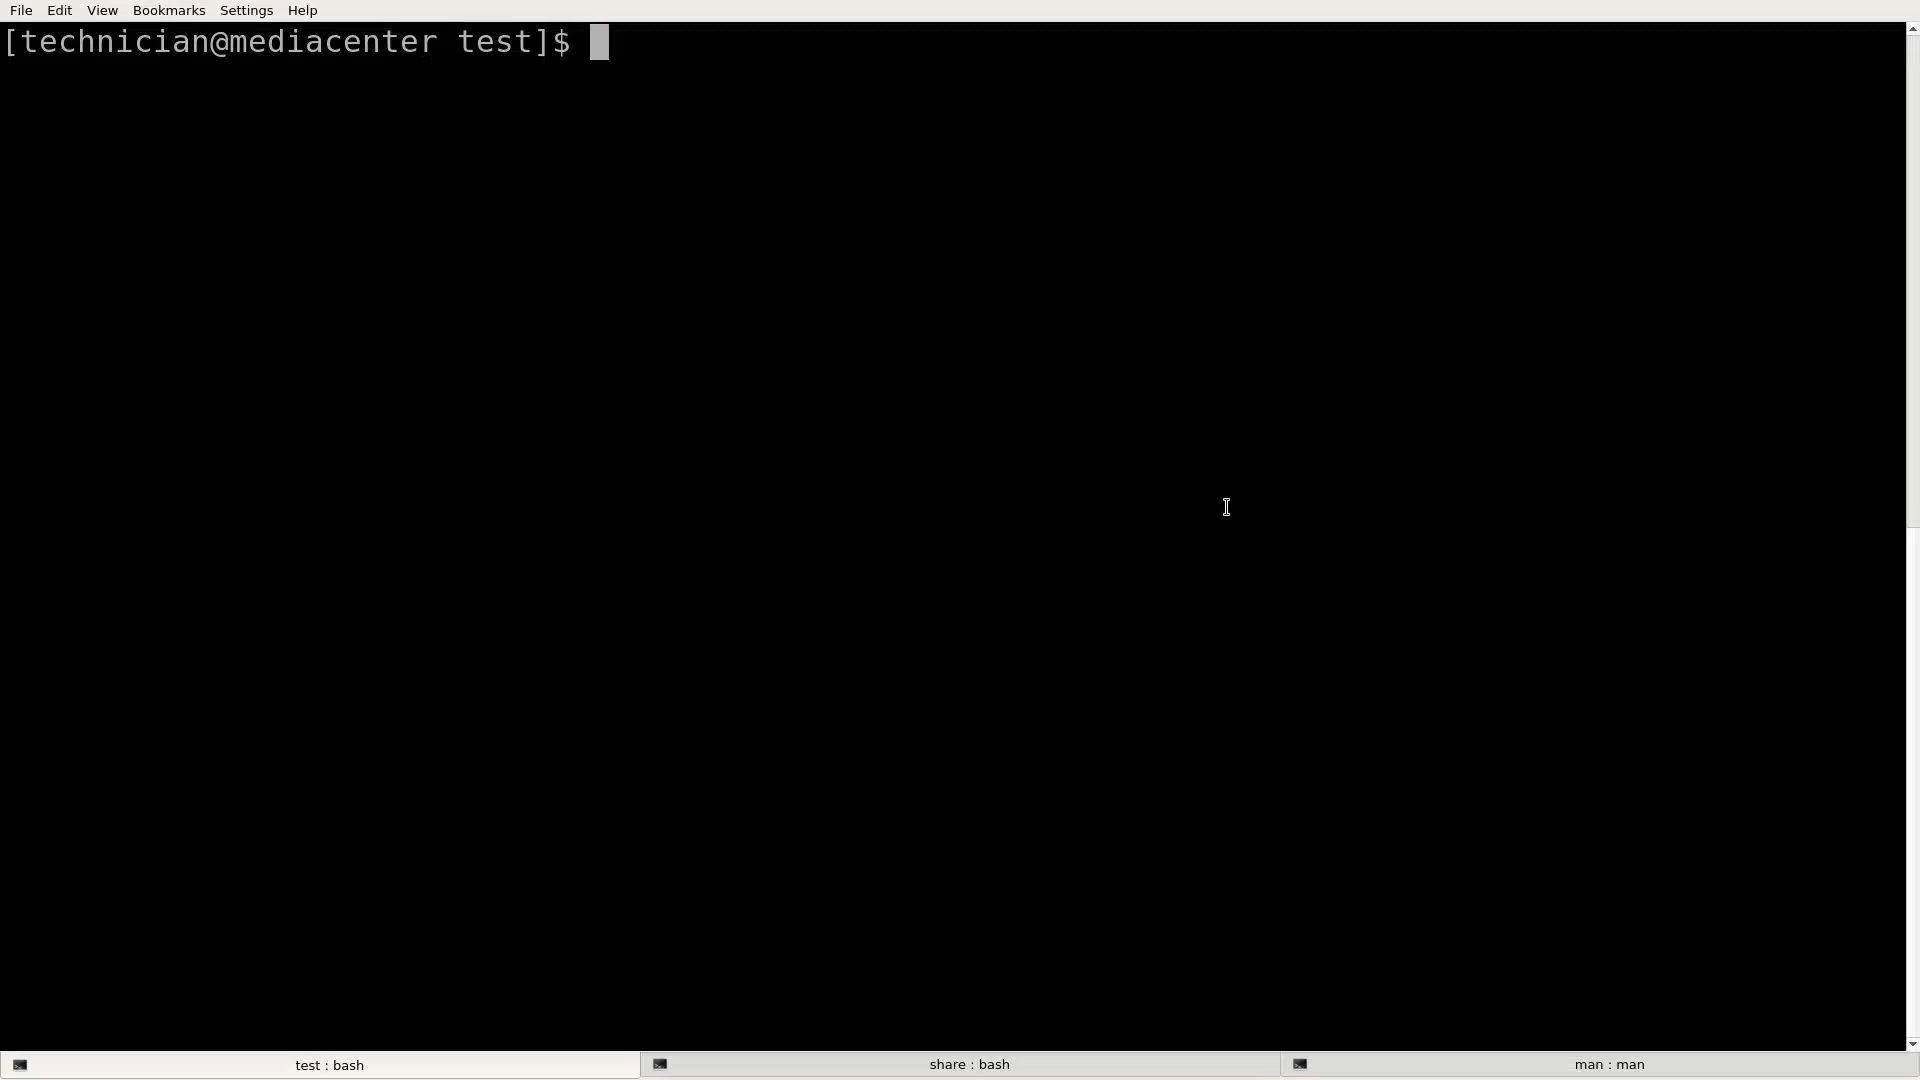 File Edit View Bookmarks Settings Help
[technician@mediacenter test]$
test : bash
share : bash
man : man